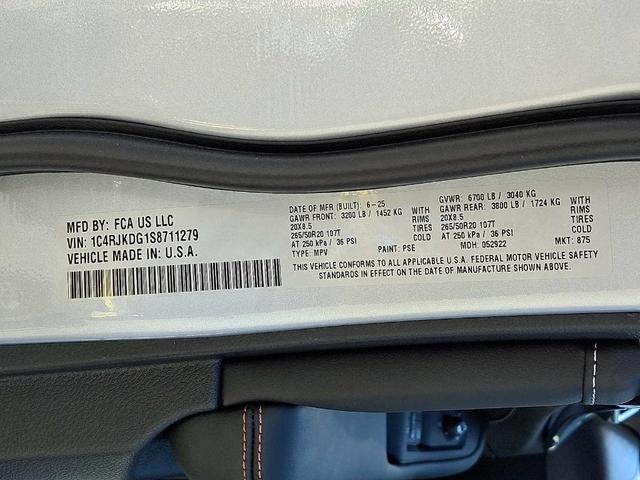 MFD BY: FCA US LLC
VIN: 1C4RJKDG1S8711279
VEHICLE MADE IN: U.S.A.
DATE OF MFR (BUILT): 6-25
GAWR FRONT: 3200 LB / 1452 KG WITH
20X8.5 RIMS
265/50R20 107T TIRES
AT 250 kPa / 36 PSI COLD
TYPE: MPV PAINT: PSE
GVWR: 6700 LB / 3040 KG
GAWR REAR: 3800 LB / 1724 KG WITH
20X8.5 RIMS
265/50R20 107T TIRES
AT 250 kPa / 36 PSI COLD
MDH: 052922 MKT: 875
THIS VEHICLE CONFORMS TO ALL APPLICABLE U.S.A. FEDERAL MOTOR VEHICLE SAFETY
STANDARDS IN EFFECT ON THE DATE OF MANUFACTURE SHOWN ABOVE.